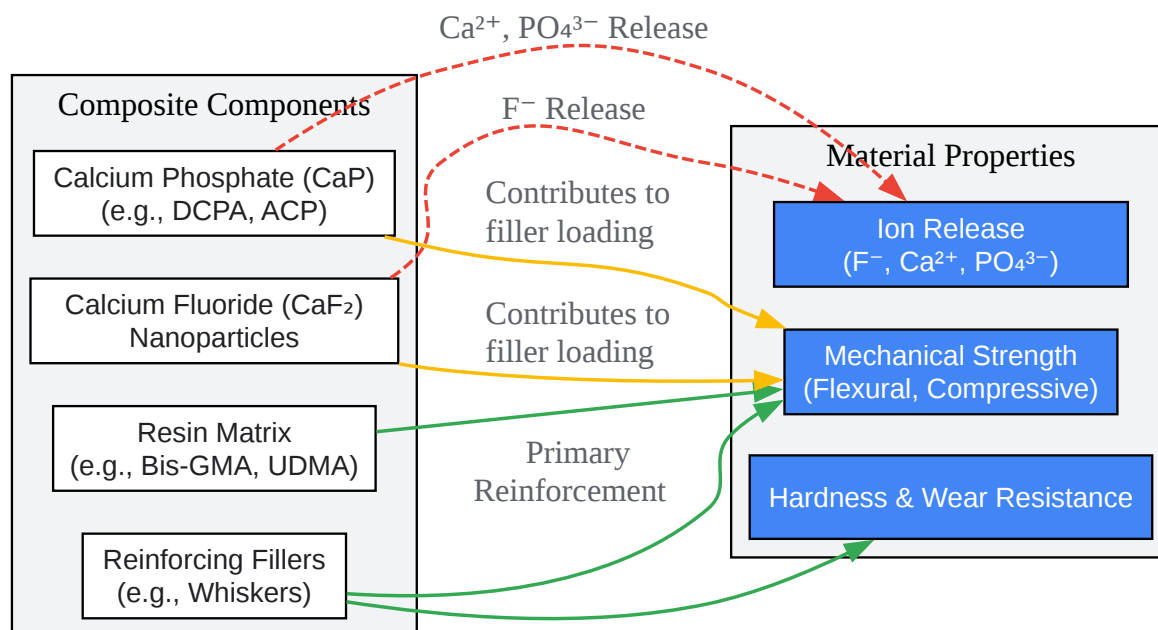 Ca²⁺, PO₄³⁻ Release
Composite Components
F⁻ Release
Calcium Phosphate (CaP)
(e.g., DCPA, ACP)
Contributes to
filler loading
Calcium Fluoride (CaF₂)
Nanoparticles
Contributes to
filler loading
Resin Matrix
(e.g., Bis-GMA, UDMA)
Primary
Reinforcement
Reinforcing Fillers
(e.g., Whiskers)
Material Properties
Ion Release
(F⁻, Ca²⁺, PO₄³⁻)
Mechanical Strength
(Flexural, Compressive)
Hardness & Wear Resistance